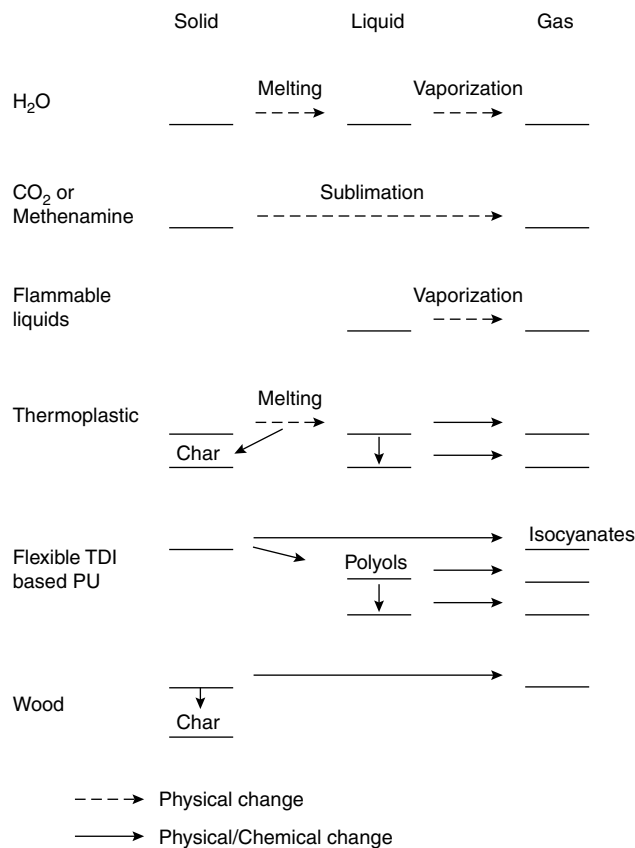 Solid Liquid Gas
H₂O
Melting Vaporization
CO₂ or
Methenamine
Sublimation
Flammable
liquids
Vaporization
Thermoplastic
Melting
Char
Flexible TDI
based PU
Isocyanates
Polyols
Wood
Char
Physical change
Physical/Chemical change